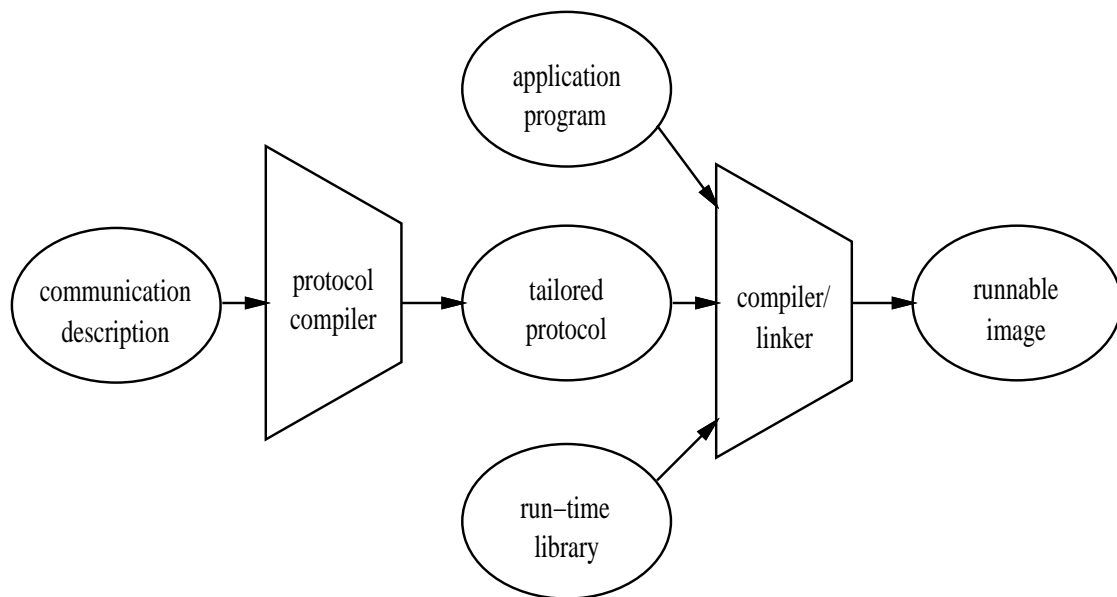 application
program
communication
description
protocol
compiler
tailored
protocol
compiler/
linker
runnable
image
run−time
library